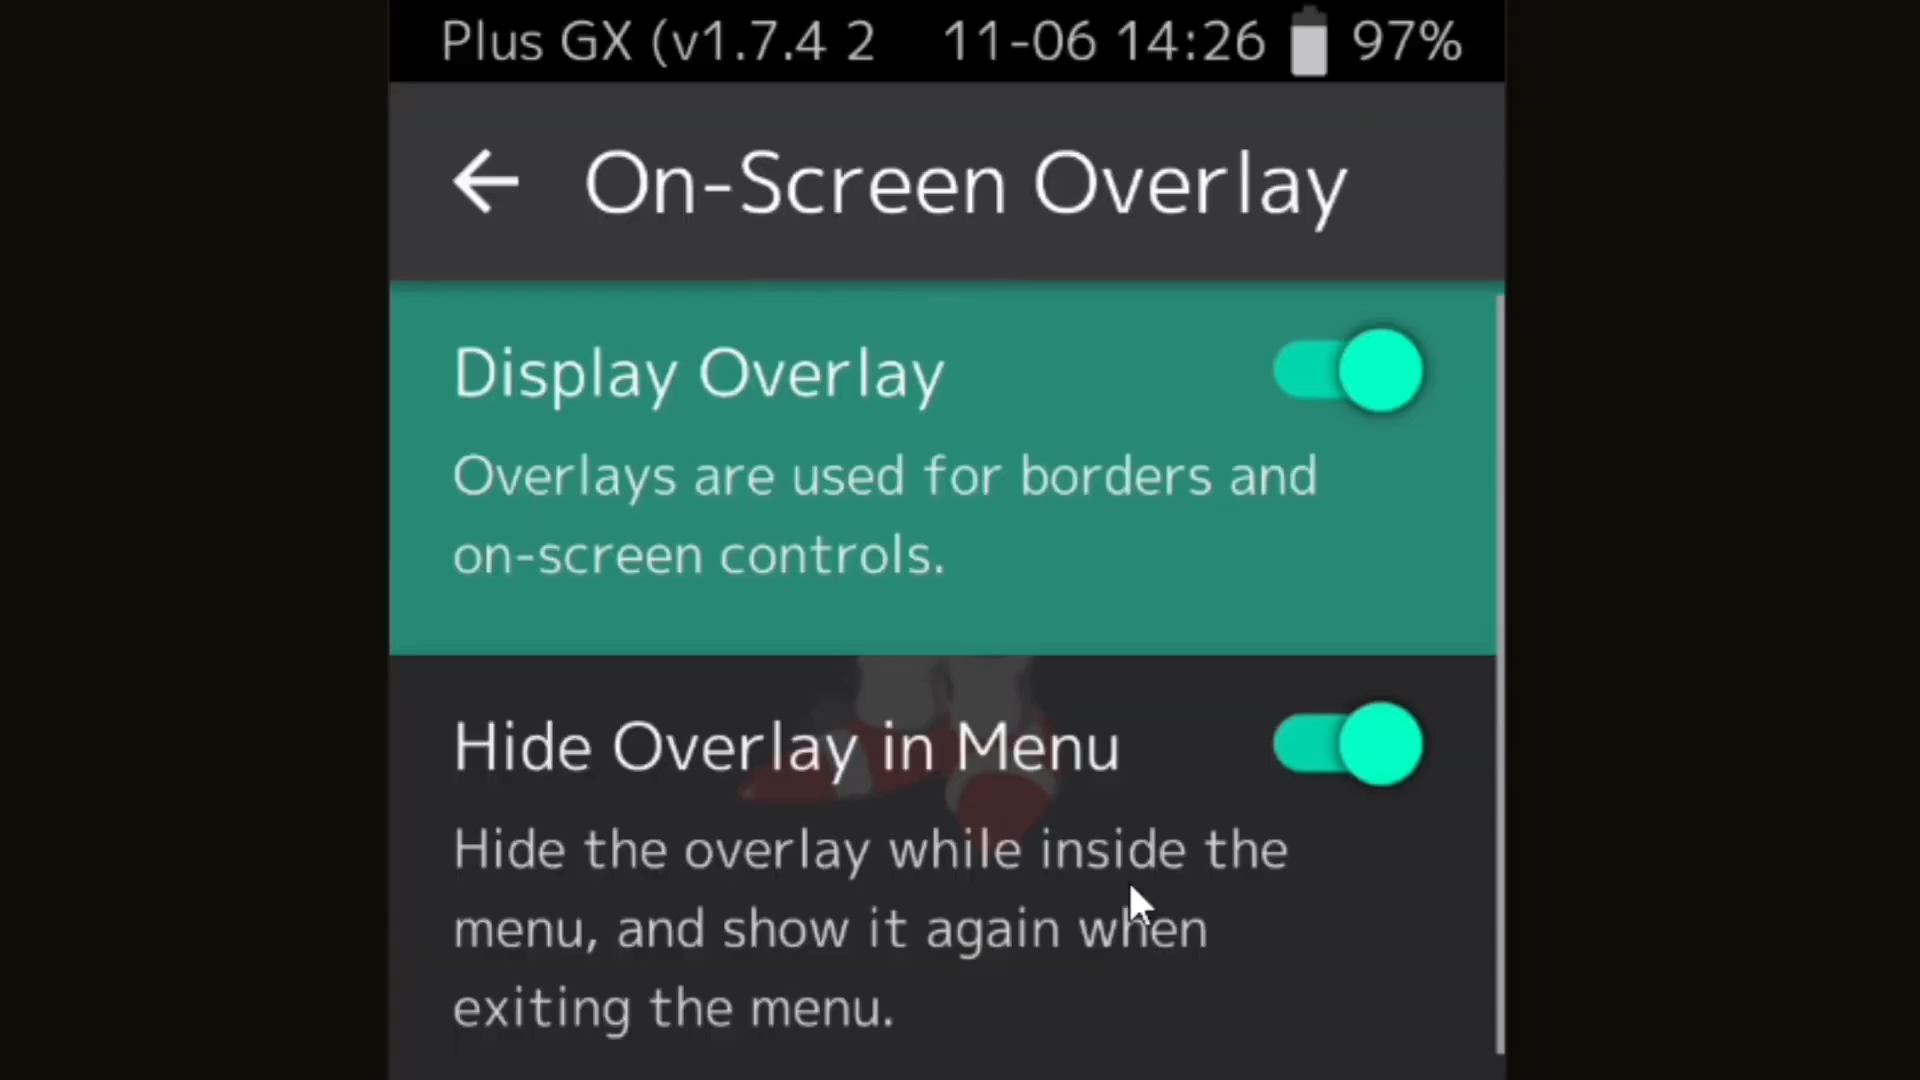 Plus GX (v1.7.4 2 11-06 14:26 97%
On-Screen Overlay
Display Overlay
Overlays are used for borders and
on-screen controls.
Hide Overlay in Menu
Hide the overlay while inside the
menu, and show it again when
exiting the menu.